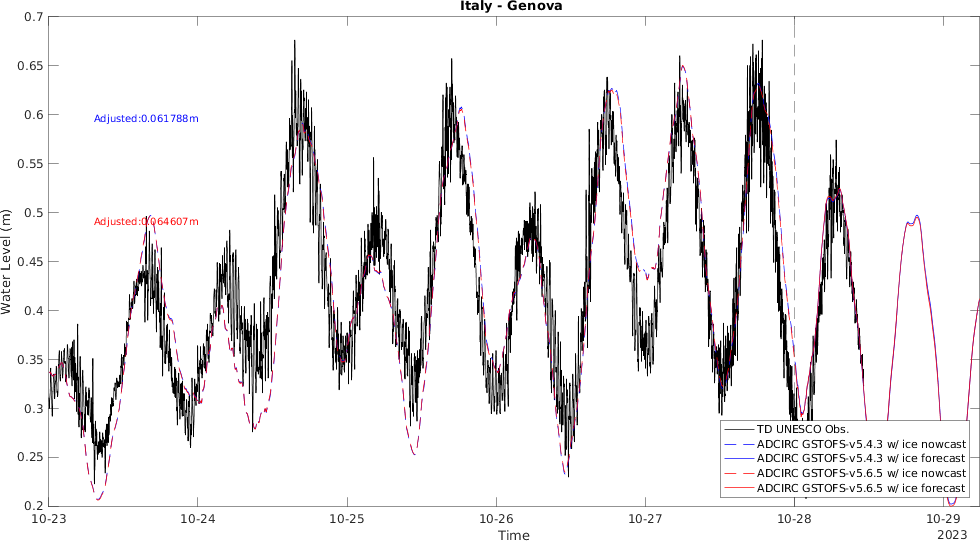 Italy - Genova
0.7
0.65
0.6
0.55
0.5
0.45
0.4
0.35
0.3
0.25
0.2
Water Level (m)
Adjusted:0.061788m
Adjusted:0.064607m
TD UNESCO Obs.
ADCIRC GSTOFS-v5.4.3 w/ ice nowcast
ADCIRC GSTOFS-v5.4.3 w/ ice forecast
ADCIRC GSTOFS-v5.6.5 w/ ice nowcast
ADCIRC GSTOFS-v5.6.5 w/ ice forecast
10-23 10-24 10-25 10-26 10-27 10-28 10-29
Time 2023